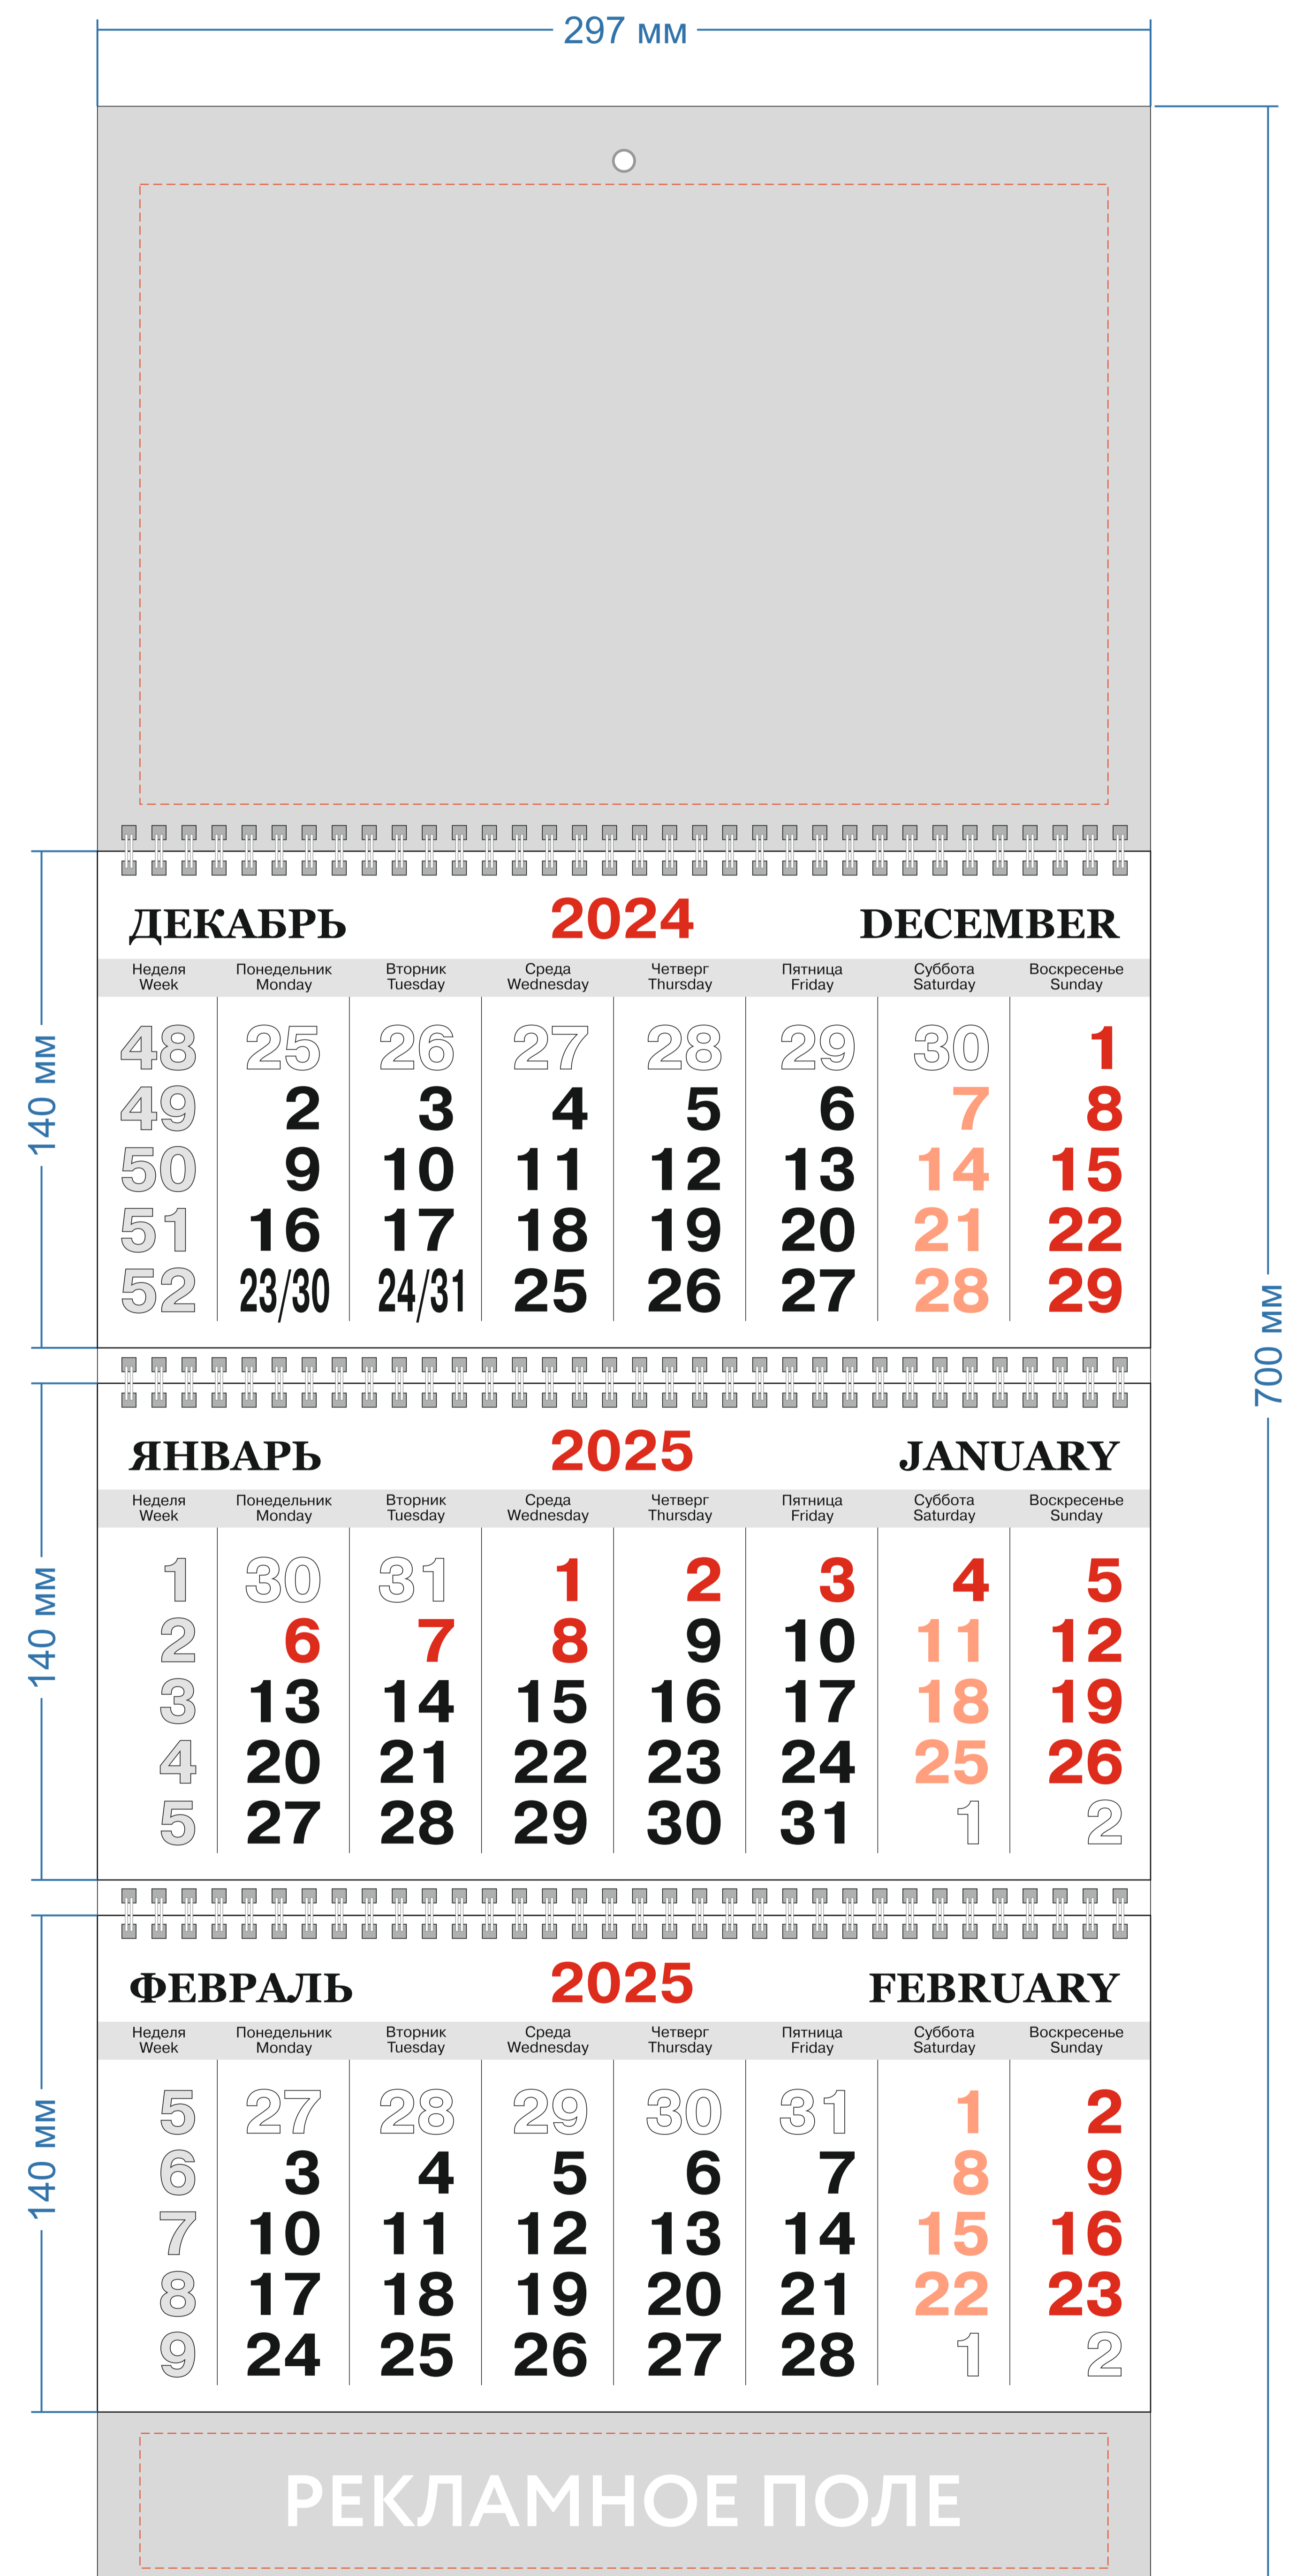 297 мм
ДЕКАБРЬ 2024 DECEMBER
Неделя Понедельник Вторник Среда Четверг Пятница Суббота Воскресенье
Week Monday Tuesday Wednesday Thursday Friday Saturday Sunday
48 25 26 27 28 29 30 1
49 2 3 4 5 6 7 8
50 9 10 11 12 13 14 15
51 16 17 18 19 20 21 22
52 23/30 24/31 25 26 27 28 29
140 мм
700 мм
ЯНВАРЬ 2025 JANUARY
Неделя Понедельник Вторник Среда Четверг Пятница Суббота Воскресенье
Week Monday Tuesday Wednesday Thursday Friday Saturday Sunday
1 30 31 1 2 3 4 5
2 6 7 8 9 10 11 12
3 13 14 15 16 17 18 19
4 20 21 22 23 24 25 26
5 27 28 29 30 31 1 2
140 мм
ФЕВРАЛЬ 2025 FEBRUARY
Неделя Понедельник Вторник Среда Четверг Пятница Суббота Воскресенье
Week Monday Tuesday Wednesday Thursday Friday Saturday Sunday
5 27 28 29 30 31 1 2
6 3 4 5 6 7 8 9
7 10 11 12 13 14 15 16
8 17 18 19 20 21 22 23
9 24 25 26 27 28 1 2
140 мм
РЕКЛАМНОЕ ПОЛЕ